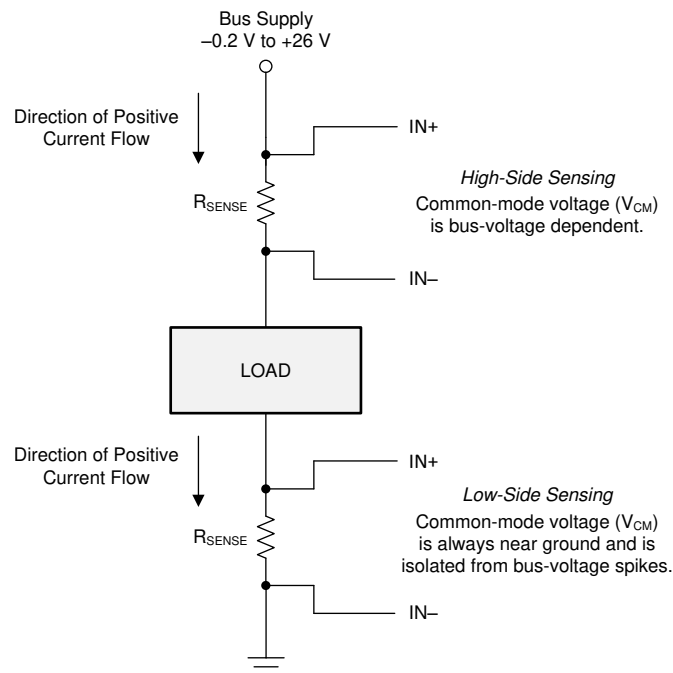 Bus Supply
–0.2 V to +26 V
Direction of Positive
Current Flow
IN+
RSENSE
High-Side Sensing
Common-mode voltage (VCM)
is bus-voltage dependent.
IN–
LOAD
Direction of Positive
Current Flow
IN+
RSENSE
Low-Side Sensing
Common-mode voltage (VCM)
is always near ground and is
isolated from bus-voltage spikes.
IN–